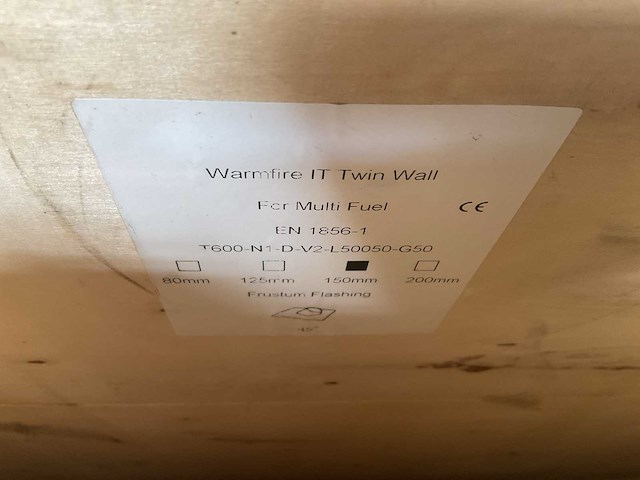 Warmfire IT Twin Wall
For Multi Fuel
CE
EN 1856-1
T600-N1-D-V2-L50050-G50
80mm 125mm 150mm 200mm
Frustum Flashing
45°